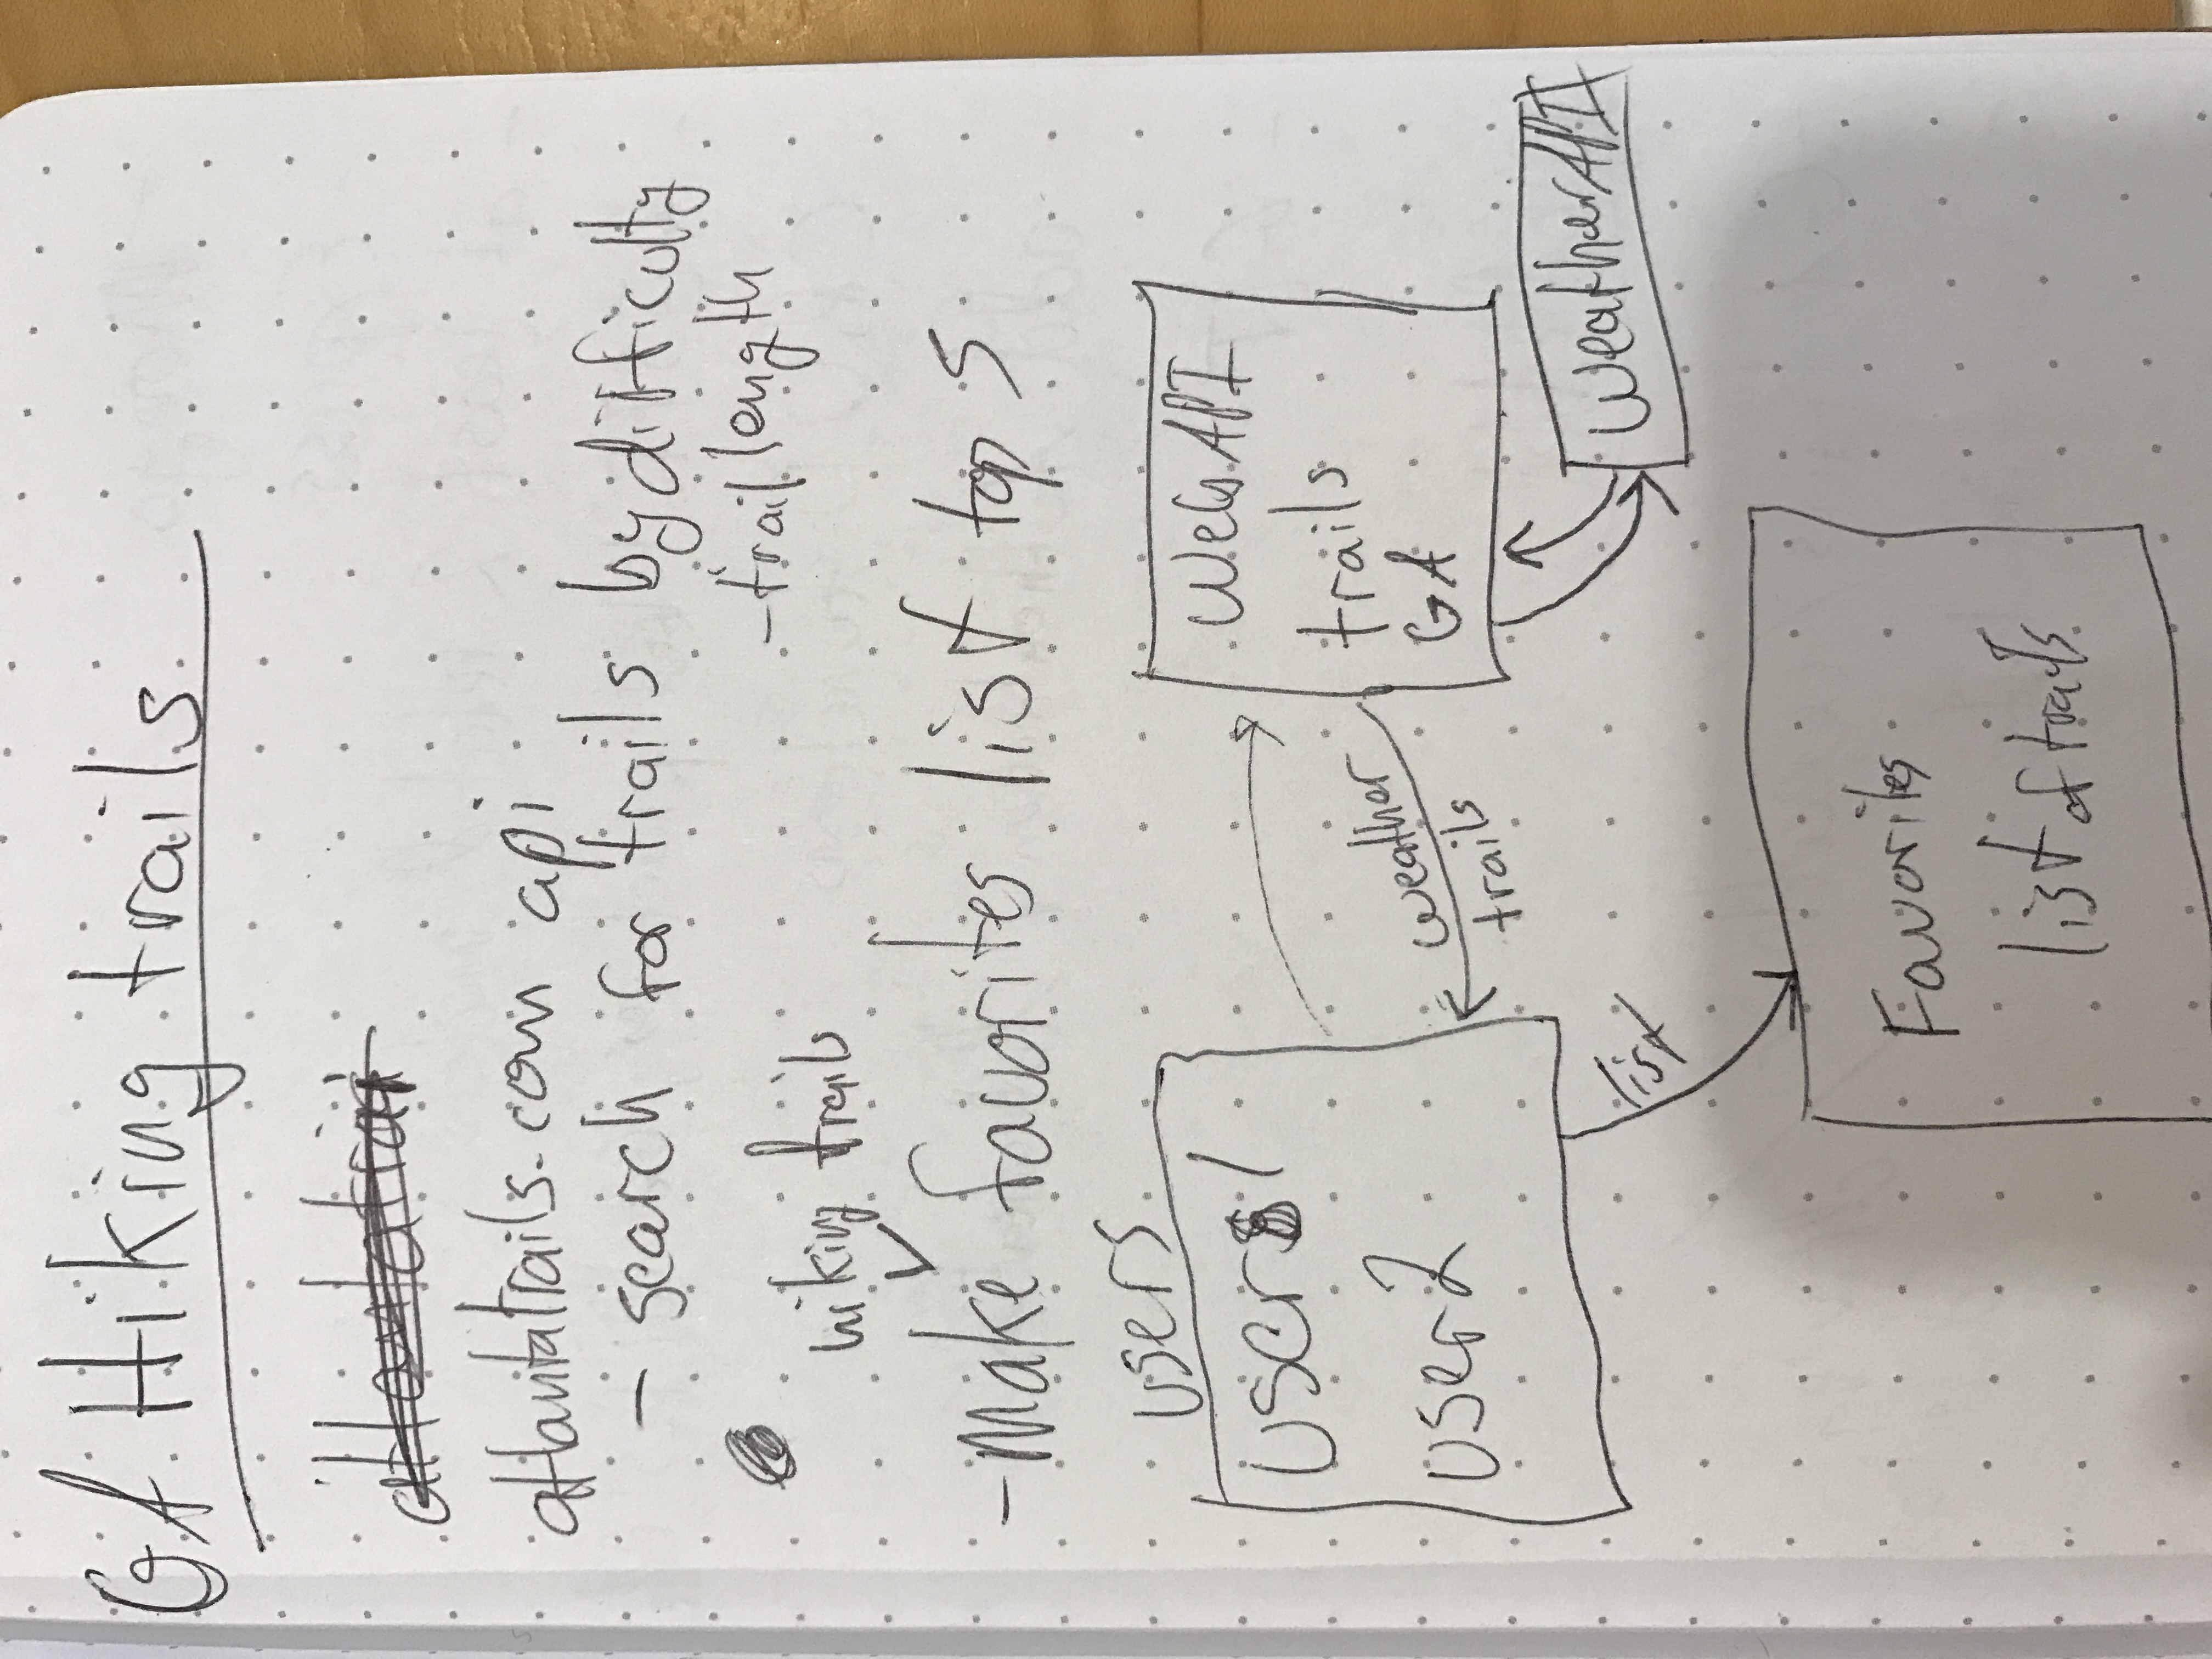 GA Hiking trails
atlantatrai
atlantatrails.com api
- search for trails by difficulty
- trail length
hiking trails
- Make favorites list top 5
users
user 1
user 2
Web API
trails
GA
weather
trails
Weather API
list
Favorites
list of trails